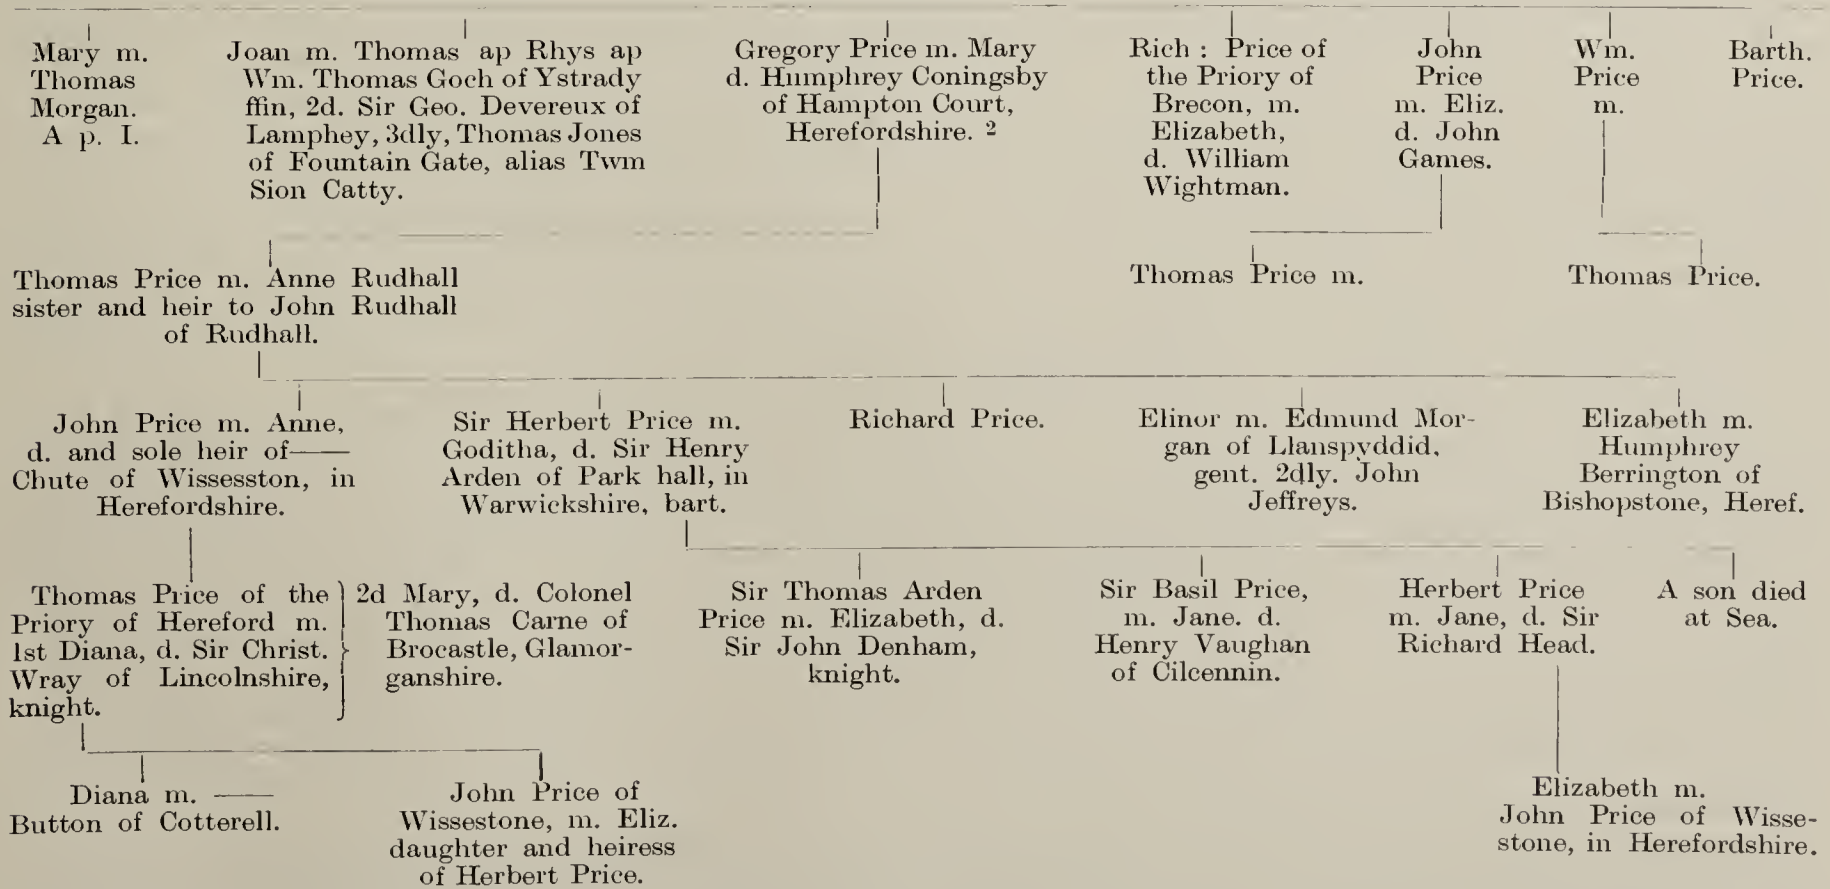 Mary m.
Thomas
Morgan.
A p. I.
Joan m. Thomas ap Rhys ap
Wm. Thomas Goch of Ystrady
ffin, 2d. Sir Geo. Devereux of
Lamphey, 3dly, Thomas Jones
of Fountain Gate, alias Twm
Sion Catty.
Gregory Price m. Mary
d. Humphrey Coningsby
of Hampton Court,
Herefordshire. 2
Rich : Price of
the Priory of
Brecon, m.
Elizabeth,
d. William
Wightman.
John
Price
m. Eliz.
d. John
Games.
Wm.
Price
m.
Barth.
Price.
Thomas Price m. Anne Rudhall
sister and heir to John Rudhall
of Rudhall.
Thomas Price m.
Thomas Price.
John Price m. Anne,
d. and sole heir of——
Chute of Wissesston, in
Herefordshire.
Sir Herbert Price m.
Goditha, d. Sir Henry
Arden of Park hall, in
Warwickshire, bart.
Richard Price.
Elinor m. Edmund Mor-
gan of Llanspyddid,
gent. 2dly. John
Jeffreys.
Elizabeth m.
Humphrey
Berrington of
Bishopstone, Heref.
Thomas Price of the
Priory of Hereford m.
1st Diana, d. Sir Christ.
Wray of Lincolnshire,
knight.
2d Mary, d. Colonel
Thomas Carne of
Brocastle, Glamor-
ganshire.
Sir Thomas Arden
Price m. Elizabeth, d.
Sir John Denham,
knight.
Sir Basil Price,
m. Jane. d.
Henry Vaughan
of Cilcennin.
Herbert Price
m. Jane, d. Sir
Richard Head.
A son died
at Sea.
Diana m. ——
Button of Cotterell.
John Price of
Wissestone, m. Eliz.
daughter and heiress
of Herbert Price.
Elizabeth m.
John Price of Wisse-
stone, in Herefordshire.